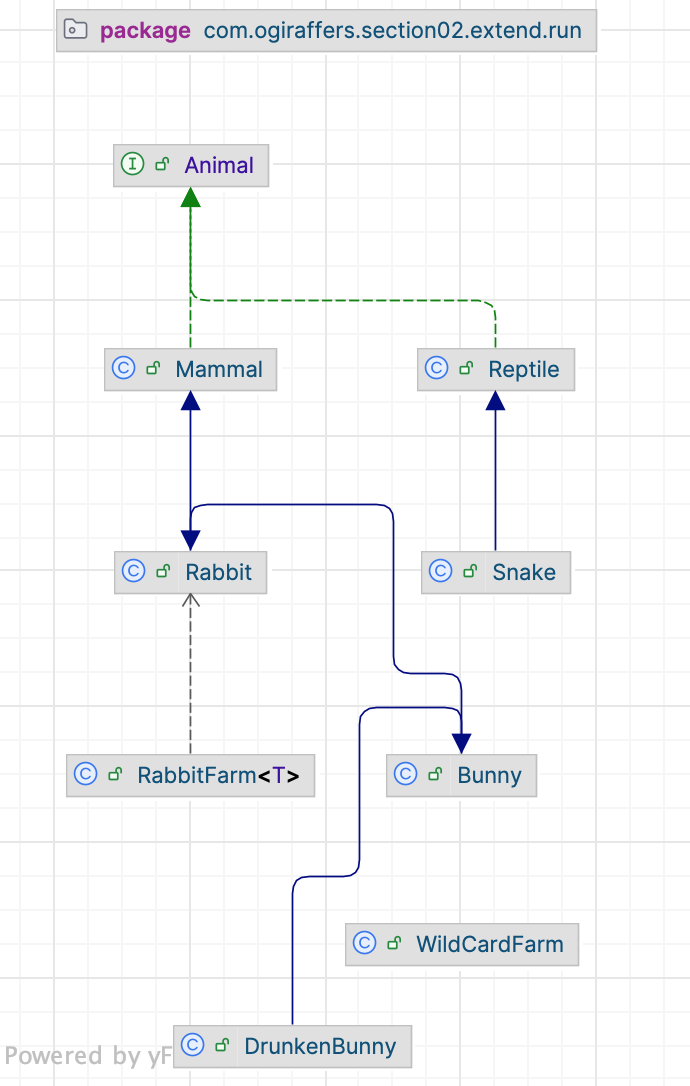 package com.ogiraffers.section02.extend.run
I Animal
C Mammal
C Reptile
C Rabbit
C Snake
C RabbitFarm<T>
C Bunny
C WildCardFarm
C DrunkenBunny
Powered by yF